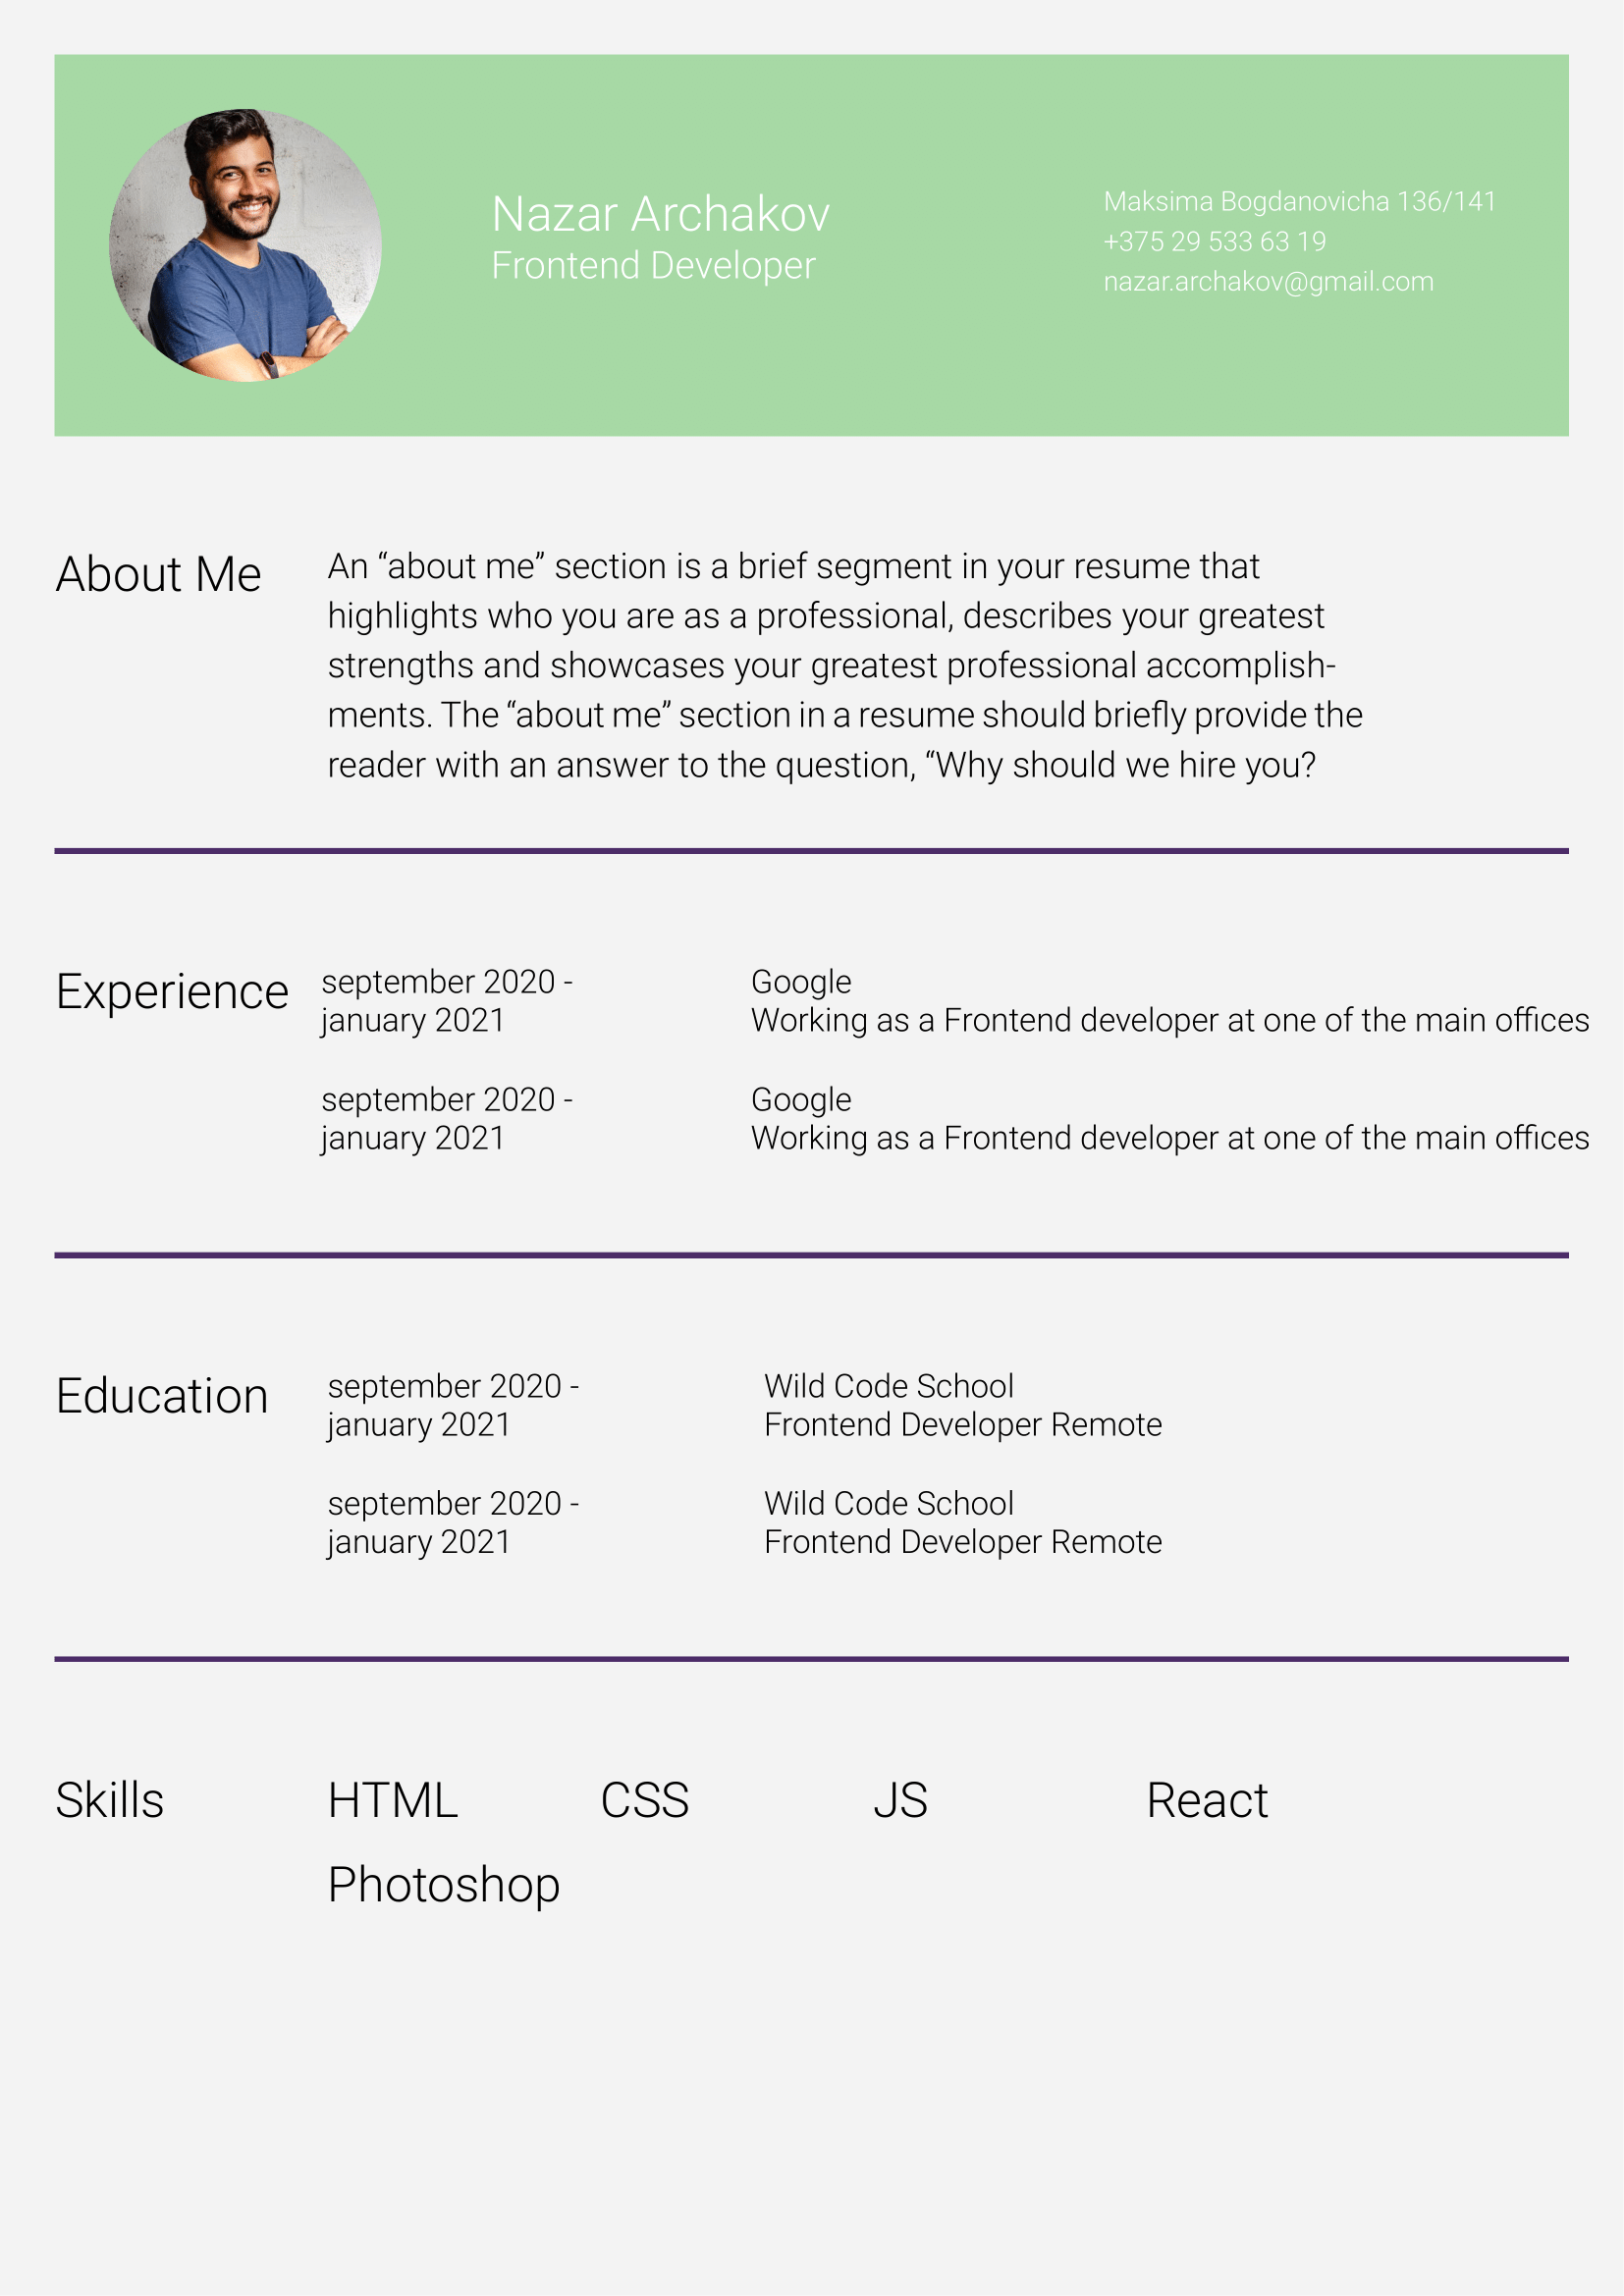 Nazar Archakov
Frontend Developer
Maksima Bogdanovicha 136/141
+375 29 533 63 19
nazar.archakov@gmail.com
About Me
An “about me” section is a brief segment in your resume that
highlights who you are as a professional, describes your greatest
strengths and showcases your greatest professional accomplish-
ments. The “about me” section in a resume should briefly provide the
reader with an answer to the question, “Why should we hire you?
Experience
september 2020 -
january 2021
Google
Working as a Frontend developer at one of the main offices
september 2020 -
january 2021
Google
Working as a Frontend developer at one of the main offices
Education
september 2020 -
january 2021
Wild Code School
Frontend Developer Remote
september 2020 -
january 2021
Wild Code School
Frontend Developer Remote
Skills
HTML
CSS
JS
React
Photoshop